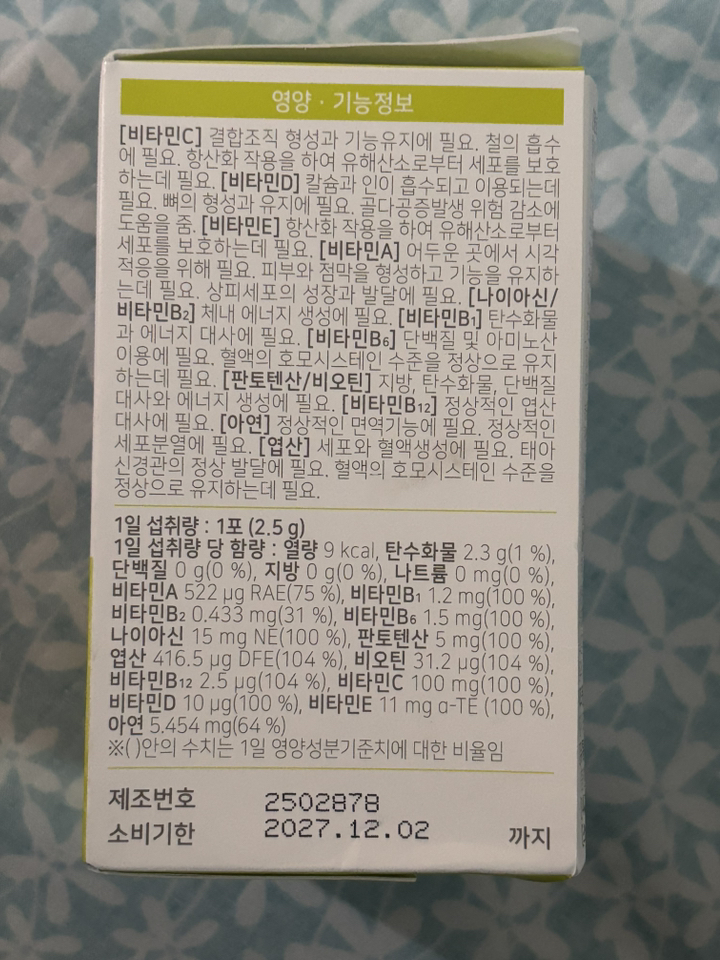 영양 · 기능정보
[비타민C] 결합조직 형성과 기능유지에 필요. 철의 흡수
에 필요. 항산화 작용을 하여 유해산소로부터 세포를 보호
하는데 필요. [비타민D] 칼슘과 인이 흡수되고 이용되는데
필요. 뼈의 형성과 유지에 필요. 골다공증발생 위험 감소에
도움을 줌. [비타민E] 항산화 작용을 하여 유해산소로부터
세포를 보호하는데 필요. [비타민A] 어두운 곳에서 시각
적응을 위해 필요. 피부와 점막을 형성하고 기능을 유지하
는데 필요. 상피세포의 성장과 발달에 필요. [나이아신/
비타민B₂] 체내 에너지 생성에 필요. [비타민B₁] 탄수화물
과 에너지 대사에 필요. [비타민B₆] 단백질 및 아미노산
이용에 필요. 혈액의 호모시스테인 수준을 정상으로 유지
하는데 필요. [판토텐산/비오틴] 지방, 탄수화물, 단백질
대사와 에너지 생성에 필요. [비타민B₁₂] 정상적인 엽산
대사에 필요. [아연] 정상적인 면역기능에 필요. 정상적인
세포분열에 필요. [엽산] 세포와 혈액생성에 필요. 태아
신경관의 정상 발달에 필요. 혈액의 호모시스테인 수준을
정상으로 유지하는데 필요.
1일 섭취량 : 1포 (2.5 g)
1일 섭취량 당 함량 : 열량 9 kcal, 탄수화물 2.3 g(1 %),
단백질 0 g(0 %), 지방 0 g(0 %), 나트륨 0 mg(0 %),
비타민A 522 µg RAE(75 %), 비타민B₁ 1.2 mg(100 %),
비타민B₂ 0.433 mg(31 %), 비타민B₆ 1.5 mg(100 %),
나이아신 15 mg NE(100 %), 판토텐산 5 mg(100 %),
엽산 416.5 µg DFE(104 %), 비오틴 31.2 µg(104 %),
비타민B₁₂ 2.5 µg(104 %), 비타민C 100 mg(100 %),
비타민D 10 µg(100 %), 비타민E 11 mg α-TE (100 %),
아연 5.454 mg(64 %)
※( )안의 수치는 1일 영양성분기준치에 대한 비율임
제조번호 2502878
소비기한 2027.12.02 까지